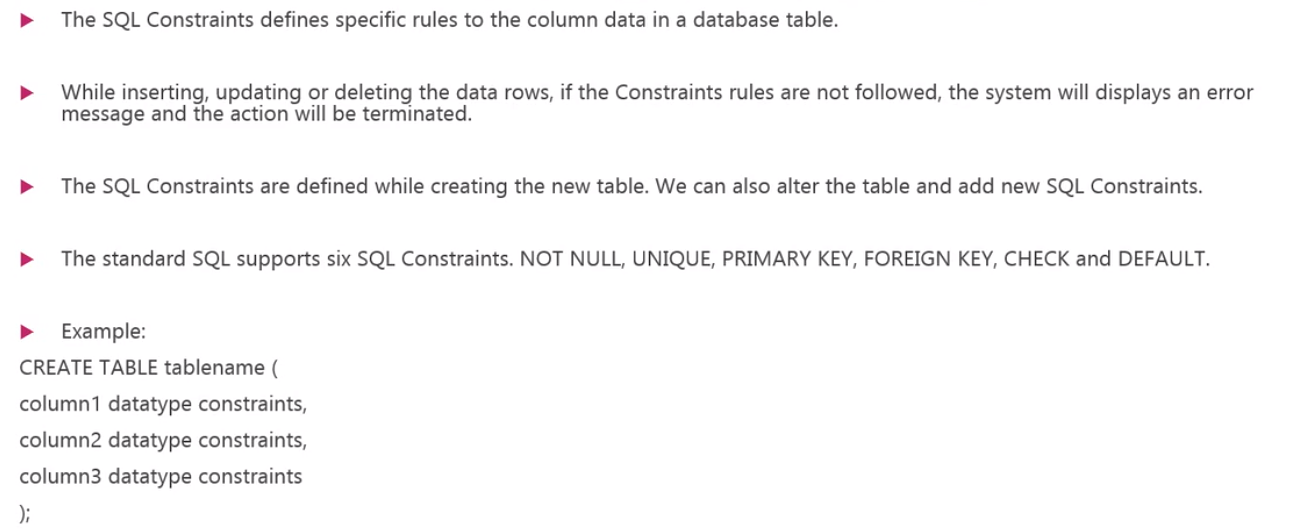 The SQL Constraints defines specific rules to the column data in a database table.
While inserting, updating or deleting the data rows, if the Constraints rules are not followed, the system will displays an error
message and the action will be terminated.
The SQL Constraints are defined while creating the new table. We can also alter the table and add new SQL Constraints.
The standard SQL supports six SQL Constraints. NOT NULL, UNIQUE, PRIMARY KEY, FOREIGN KEY, CHECK and DEFAULT.
Example:
CREATE TABLE tablename (
column1 datatype constraints,
column2 datatype constraints,
column3 datatype constraints
);